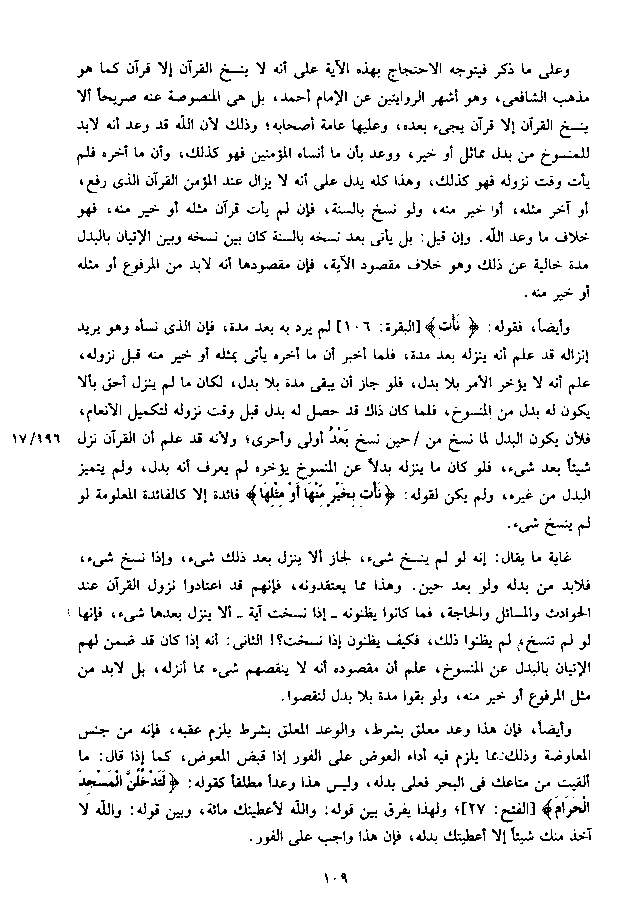 وعلى ما ذكر فيتوجه الاحتجاج بهذه الآية على أنه لا ينسخ القرآن إلا قرآن كما هو
مذهب الشافعى، وهو أشهر الروايتين عن الإمام أحمد، بل هى المنصوصة عنه صريحاً ألا
ينسخ القرآن إلا قرآن يجىء بعده، وعليها عامة أصحابه؛ وذلك لأن الله قد وعد أنه لابد
للمنسوخ من بدل مماثل أو خير، ووعد بأن ما أنساه المؤمنين فهو كذلك، وأن ما أخره فلم
يأت وقت نزوله فهو كذلك، وهذا كله يدل على أنه لا يزال عند المؤمن القرآن الذى رفع،
أو آخر مثله، أو خير منه، ولو نسخ بالسنة، فإن لم يأت قرآن مثله أو خير منه، فهو
خلاف ما وعد الله. وإن قيل: بل يأتى بعد نسخه بالسنة كان بين نسخه وبين الإتيان بالبدل
مدة خالية عن ذلك وهو خلاف مقصود الآية، فإن مقصودها أنه لابد من المرفوع أو مثله
أو خير منه.
وأيضاً، فقوله: ﴿ نَأْتِ﴾ [البقرة: ١٠٦] لم يرد به بعد مدة، فإن الذى نسأه وهو يريد
إنزاله قد علم أنه ينزله بعد مدة، فلما أخبر أن ما أخره يأتى بمثله أو خير منه قبل نزوله،
علم أنه لا يؤخر الأمر بلا بدل، فلو جاز أن يبقى مدة بلا بدل، لكان ما لم ينزل أحق بألا
يكون له بدل من المنسوخ، فلما كان ذاك قد حصل له بدل قبل وقت نزوله لتكميل الأنعام،
فلأن يكون البدل لما نسخ من / حين نسخ بَعْدُ أولى وأحرى؛ ولأنه قد علم أن القرآن نزل ١٧/١٩٦
شيئاً بعد شىء، فلو كان ما ينزله بدلاً عن المنسوخ يؤخره لم يعرف أنه بدل، ولم يتميز
البدل من غيره، ولم يكن لقوله: ﴿نَأْتِ بِخَيْرٍ مِّنْهَا أَوْ مِثْلِهَا﴾ فائدة إلا كالفائدة المعلومة لو
لم ينسخ شىء.
غاية ما يقال: إنه لو لم ينسخ شىء، لجاز ألا ينزل بعد ذلك شىء، وإذا نسخ شىء،
فلابد من بدله ولو بعد حين. وهذا مما يعتقدونه، فإنهم قد اعتادوا نزول القرآن عند
الحوادث والمسائل والحاجة، فما كانوا يظنونه ـ إذا نسخت آية ـ ألا ينزل بعدها شىء، فإنها
لو لم تنسخ لم يظنوا ذلك، فكيف يظنون إذا نسخت؟! الثانى: أنه إذا كان قد ضمن لهم
الإتيان بالبدل عن المنسوخ، علم أن مقصوده أنه لا ينقصهم شىء مما أنزله، بل لابد من
مثل المرفوع أو خير منه، ولو بقوا مدة بلا بدل لنقصوا.
وأيضاً، فإن هذا وعد معلق بشرط، والوعد المعلق بشرط يلزم عقبه، فإنه من جنس
المعاوضة وذلك مما يلزم فيه أداء العوض على الفور إذا قبض المعوض، كما إذا قال: ما
ألقيت من متاعك فى البحر فعلى بدله، وليس هذا وعداً مطلقاً كقوله: ﴿لَتَدْخُلُنَّ الْمَسْجِدَ
الْحَرَامَ﴾ [الفتح: ٢٧]؛ ولهذا يفرق بين قوله: والله لأعطينك مائة، وبين قوله: والله لا
آخذ منك شيئاً إلا أعطيتك بدله، فإن هذا واجب على الفور.
١٠٩